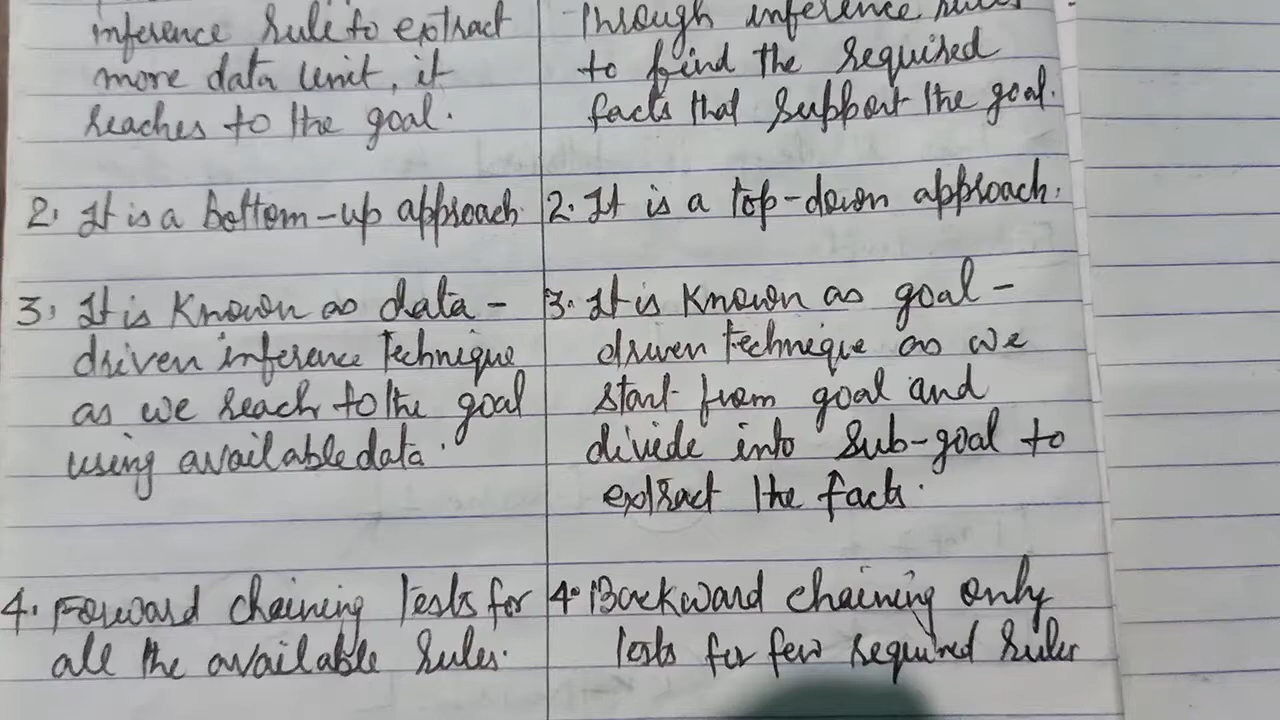 inference rule to extract
more data unit, it
reaches to the goal.
2. It is a bottom-up approach.
3. It is known as data-
driven inference technique
as we reach to the goal
using available data.
4. Forward chaining tests for
all the available rules.
through inference rules
to find the required
facts that support the goal.
2. It is a top-down approach.
3. It is known as goal-
driven technique as we
start from goal and
divide into sub-goal to
extract the facts.
4. Backward chaining only
tests for few required rules